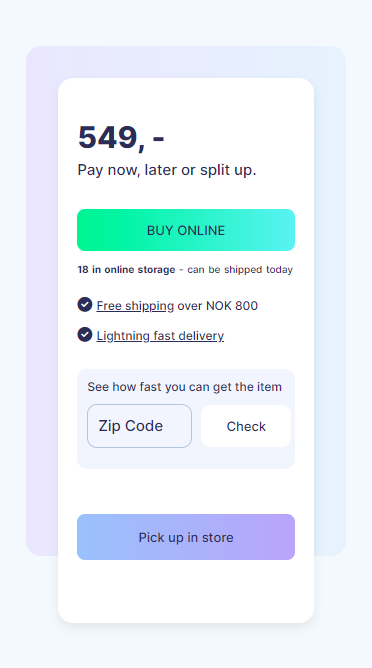 549, -
Pay now, later or split up.
BUY ONLINE
18 in online storage - can be shipped today
Free shipping over NOK 800
Lightning fast delivery
See how fast you can get the item
Zip Code
Check
Pick up in store